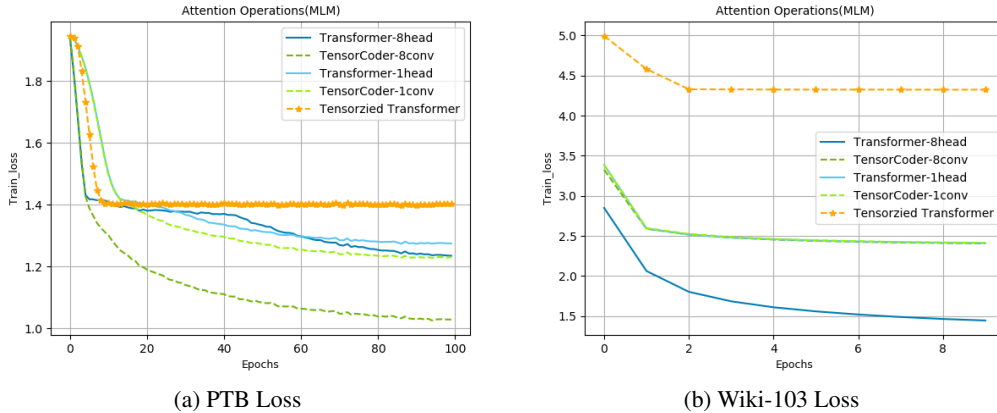 Attention Operations(MLM)
Transformer-8head
TensorCoder-8conv
Transformer-1head
TensorCoder-1conv
Tensorzied Transformer
Train_loss
1.8
1.6
1.4
1.2
1.0
0
20
40
60
80
100
Epochs
(a) PTB Loss
Attention Operations(MLM)
5.0
4.5
4.0
3.5
3.0
2.5
2.0
1.5
Train_loss
Transformer-8head
TensorCoder-8conv
Transformer-1head
TensorCoder-1conv
Tensorzied Transformer
0
2
4
6
8
Epochs
(b) Wiki-103 Loss